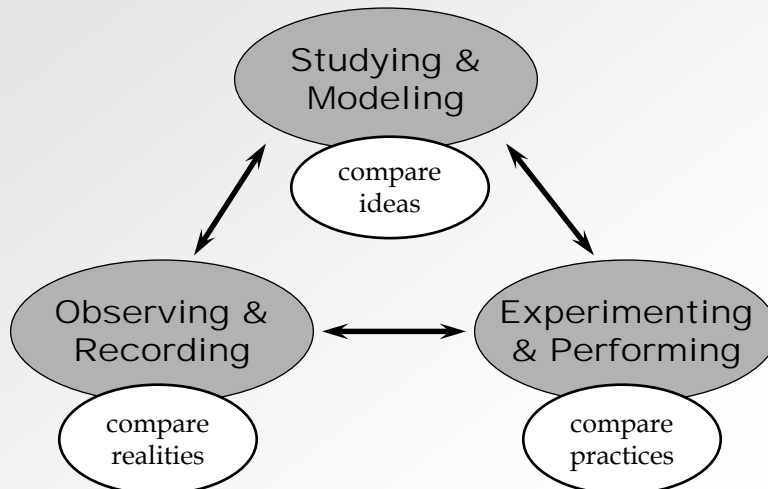 Studying &
Modeling
compare
ideas
Observing &
Recording
compare
realities
Experimenting
& Performing
compare
practices